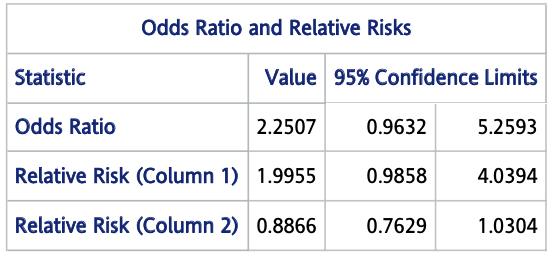 Odds Ratio and Relative Risks
Statistic Value 95% Confidence Limits
Odds Ratio 2.2507 0.9632 5.2593
Relative Risk (Column 1) 1.9955 0.9858 4.0394
Relative Risk (Column 2) 0.8866 0.7629 1.0304